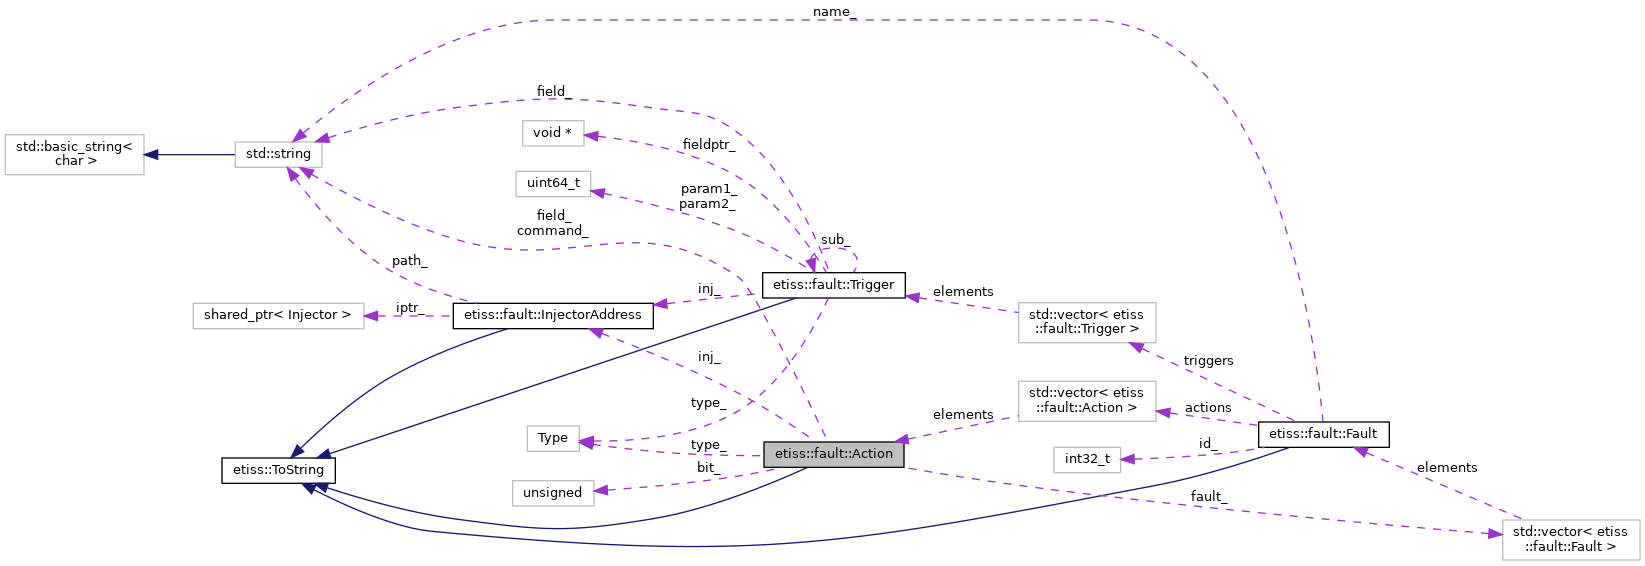 name_
field_
void *
std::basic_string<
char >
std::string
fieldptr_
uint64_t
param1_
param2_
field_
command_
sub_
path_
etiss::fault::Trigger
inj_
elements
shared_ptr< Injector >
iptr_
etiss::fault::InjectorAddress
std::vector< etiss
::fault::Trigger >
inj_
triggers
std::vector< etiss
::fault::Action >
type_
elements
actions
Type
type_
etiss::fault::Action
etiss::fault::Fault
id_
int32_t
etiss::ToString
bit_
elements
unsigned
fault_
std::vector< etiss
::fault::Fault >